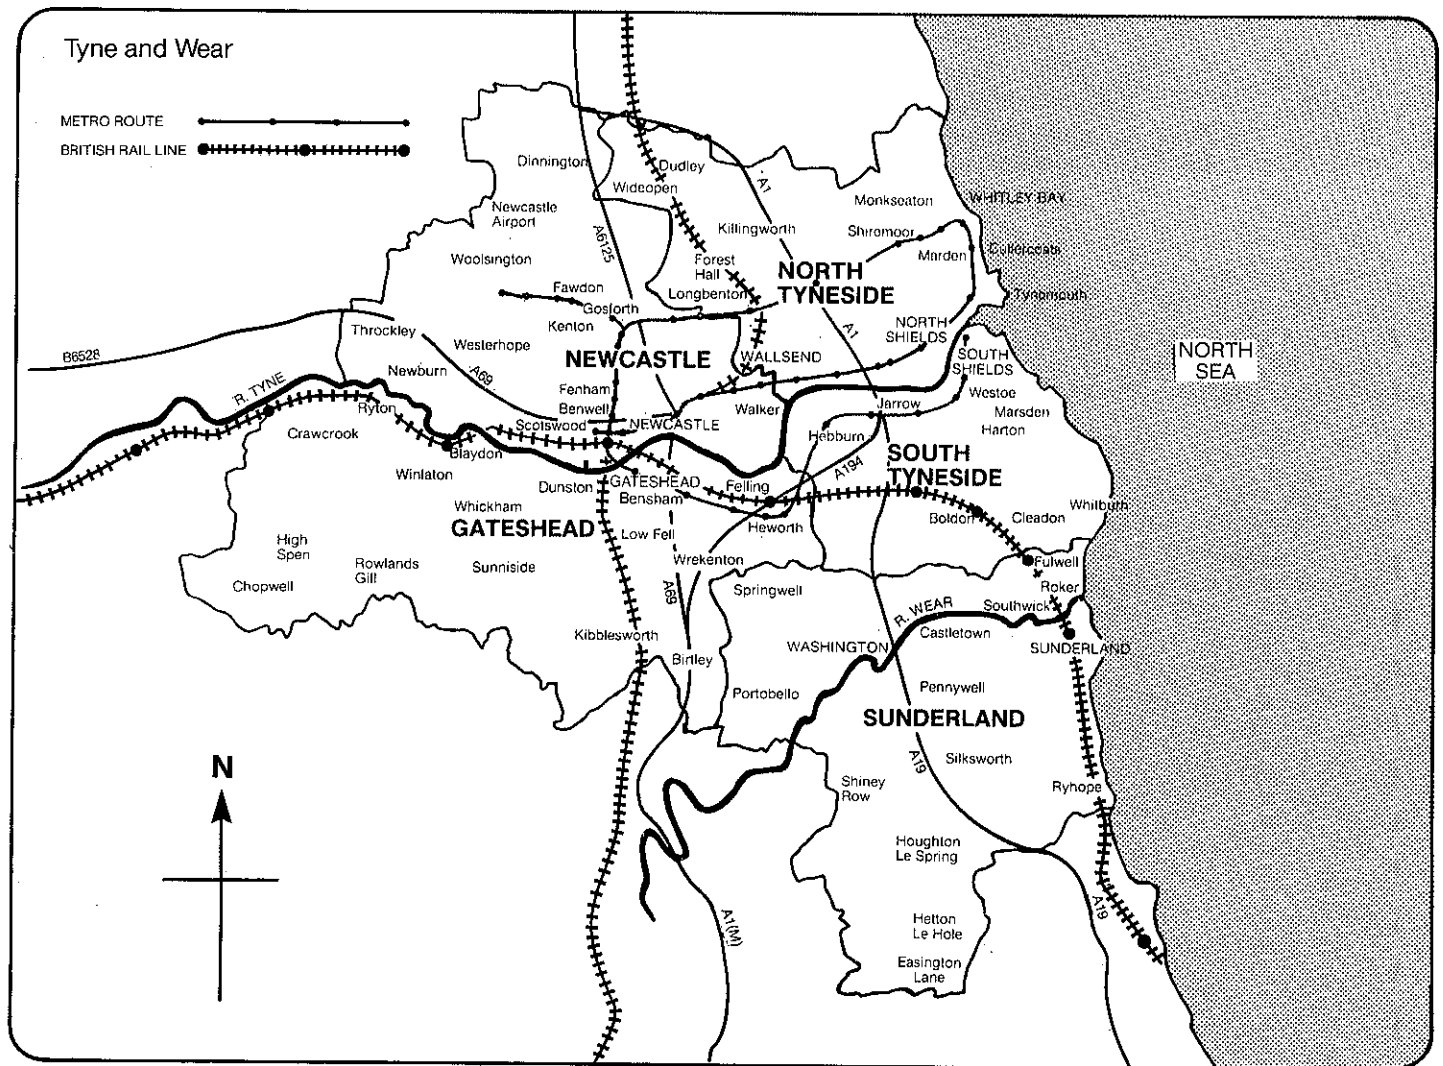 Tyne and Wear
METRO ROUTE
BRITISH RAIL LINE
Dinnington
Dudley
Wideopen
A1
Monkseaton
WHITLEY BAY
Newcastle
Airport
A6125
Killingworth
Shiremoor
Cullercoats
Marden
Woolsington
Forest
Hall
NORTH
TYNESIDE
Fawdon
Longbenton
Tynemouth
Gosforth
Kenton
Throckley
A1
NORTH
SHIELDS
B6528
Westerhope
NEWCASTLE
WALLSEND
SOUTH
SHIELDS
NORTH
SEA
R. TYNE
Newburn
A69
Fenham
Westoe
Ryton
Benwell
Walker
Jarrow
Marsden
Scotswood
NEWCASTLE
Harton
Crawcrook
Hebburn
Blaydon
SOUTH
TYNESIDE
A194
Winlaton
Dunston
GATESHEAD
Felling
Bensham
Whickham
Whitburn
GATESHEAD
Heworth
Boldon
Cleadon
High
Spen
Low Fell
Wrekenton
Fulwell
Rowlands
Gill
Sunniside
Chopwell
A69
Springwell
Roker
R. WEAR
Southwick
Kibblesworth
Castletown
WASHINGTON
SUNDERLAND
Birtley
Portobello
Pennywell
SUNDERLAND
N
A19
Silksworth
Shiney
Row
Ryhope
Houghton
Le Spring
A1(M)
Hetton
Le Hole
A19
Easington
Lane